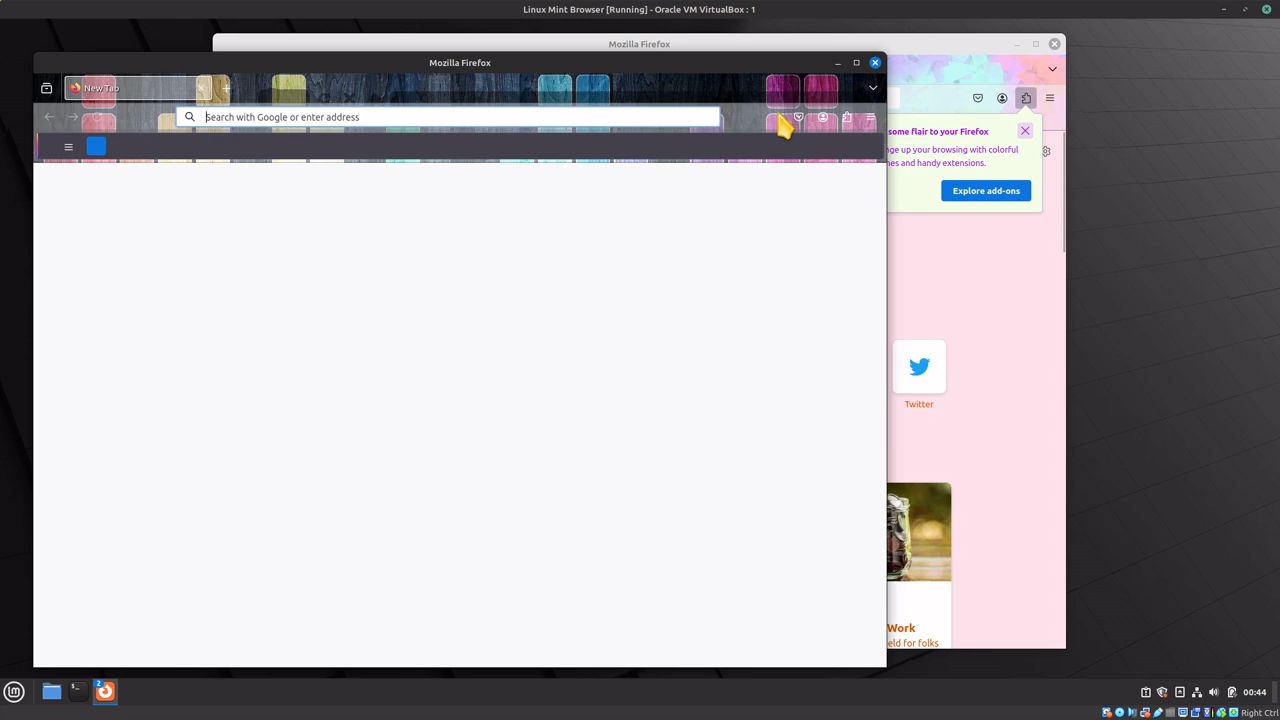 Linux Mint Browser [Running] - Oracle VM VirtualBox : 1
Mozilla Firefox
Mozilla Firefox
New Tab
Search with Google or enter address
some flair to your Firefox
nge up your browsing with colorful
nes and handy extensions.
Explore add-ons
Twitter
Work
eld for folks
00:44
Right Ctrl